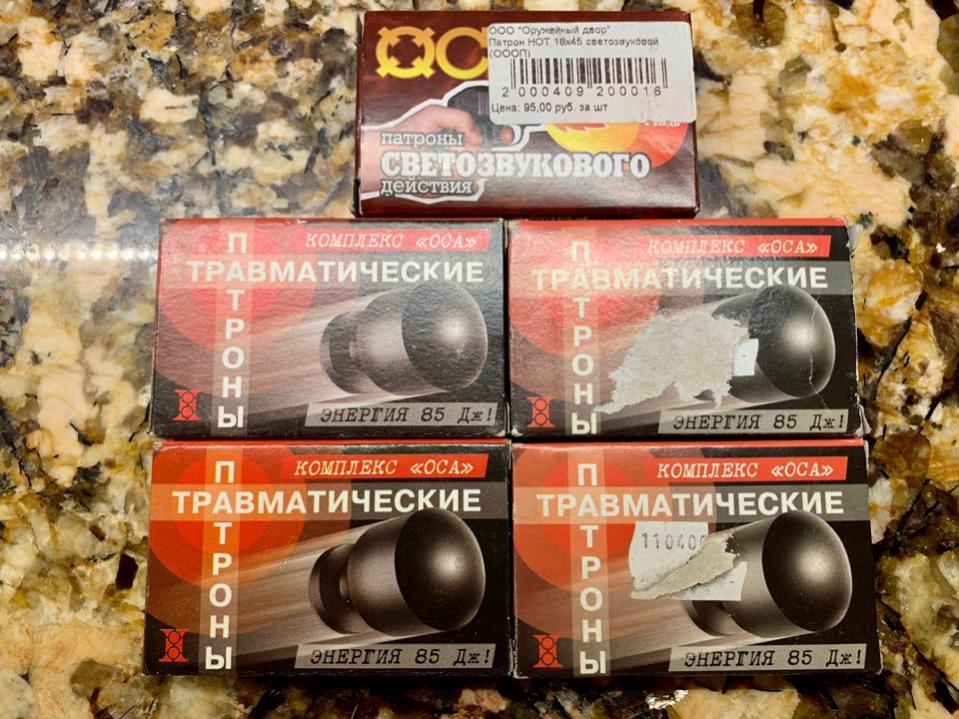 ООО "Оружейный двор"
Патрон НОТ 18х45 светозвуковой
(ОООП)
2 000409 200016
Цена: 95,00 руб. за шт
патроны
СВЕТОЗВУКОВОГО
действия
КОМПЛЕКС «ОСА»
ТРАВМАТИЧЕСКИЕ
ПАТРОНЫ
ЭНЕРГИЯ 85 Дж!
КОМПЛЕКС «ОСА»
ТРАВМАТИЧЕСКИЕ
ПАТРОНЫ
ЭНЕРГИЯ 85 Дж!
КОМПЛЕКС «ОСА»
ТРАВМАТИЧЕСКИЕ
ПАТРОНЫ
ЭНЕРГИЯ 85 Дж!
КОМПЛЕКС «ОСА»
ТРАВМАТИЧЕСКИЕ
ПАТРОНЫ
ЭНЕРГИЯ 85 Дж!